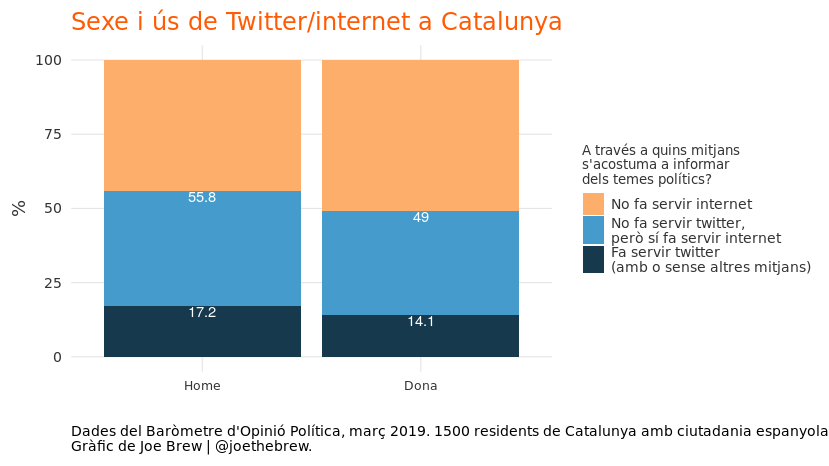 Sexe i ús de Twitter/internet a Catalunya
100
75
50
25
0
%
55.8
49
17.2
14.1
Home
Dona
A través a quins mitjans
s'acostuma a informar
dels temes polítics?
No fa servir internet
No fa servir twitter,
però sí fa servir internet
Fa servir twitter
(amb o sense altres mitjans)
Dades del Baròmetre d'Opinió Política, març 2019. 1500 residents de Catalunya amb ciutadania espanyola
Gràfic de Joe Brew | @joethebrew.